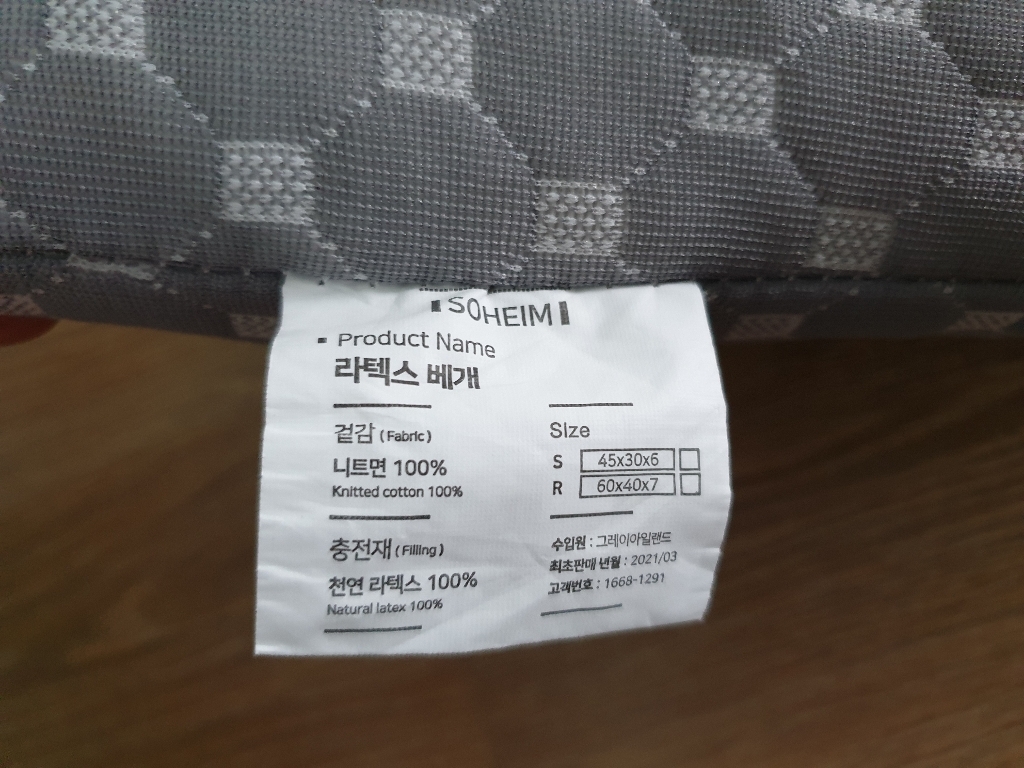 SOHEIM
▪ Product Name
라텍스 베개
겉감 (Fabric)
니트면 100%
Knitted cotton 100%
충전재 (Filling)
천연 라텍스 100%
Natural latex 100%
Size
S 45x30x6
R 60x40x7
수입원 : 그레이아일랜드
최초판매 년월 : 2021/03
고객번호 : 1668-1291